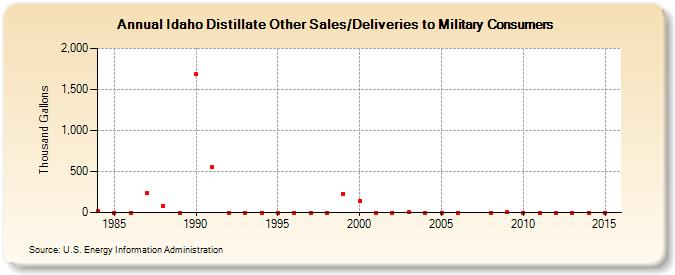 Annual Idaho Distillate Other Sales/Deliveries to Military Consumers
Thousand Gallons
2,000
1,500
1,000
500
0
1985 1990 1995 2000 2005 2010 2015
Source: U.S. Energy Information Administration